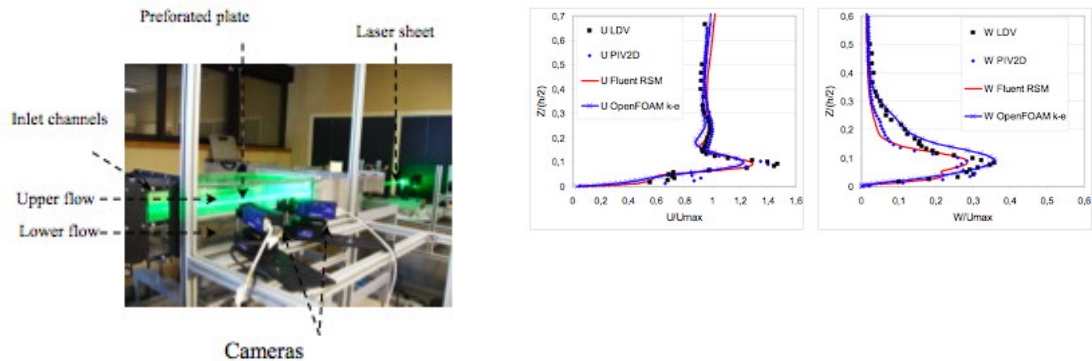 Preforated plate
Laser sheet
Inlet channels
Upper flow
Lower flow
Cameras
0,7
0,6
0,5
0,4
0,3
0,2
0,1
0
Z/(h/2)
U LDV
U PIV2D
U Fluent RSM
U OpenFOAM k-e
0 0,2 0,4 0,6 0,8 1 1,2 1,4 1,6
U/Umax
0,6
0,5
0,4
0,3
0,2
0,1
0
Z/(h/2)
W LDV
W PIV2D
W Fluent RSM
W OpenFOAM k-e
0 0,1 0,2 0,3 0,4 0,5 0,6
W/Umax